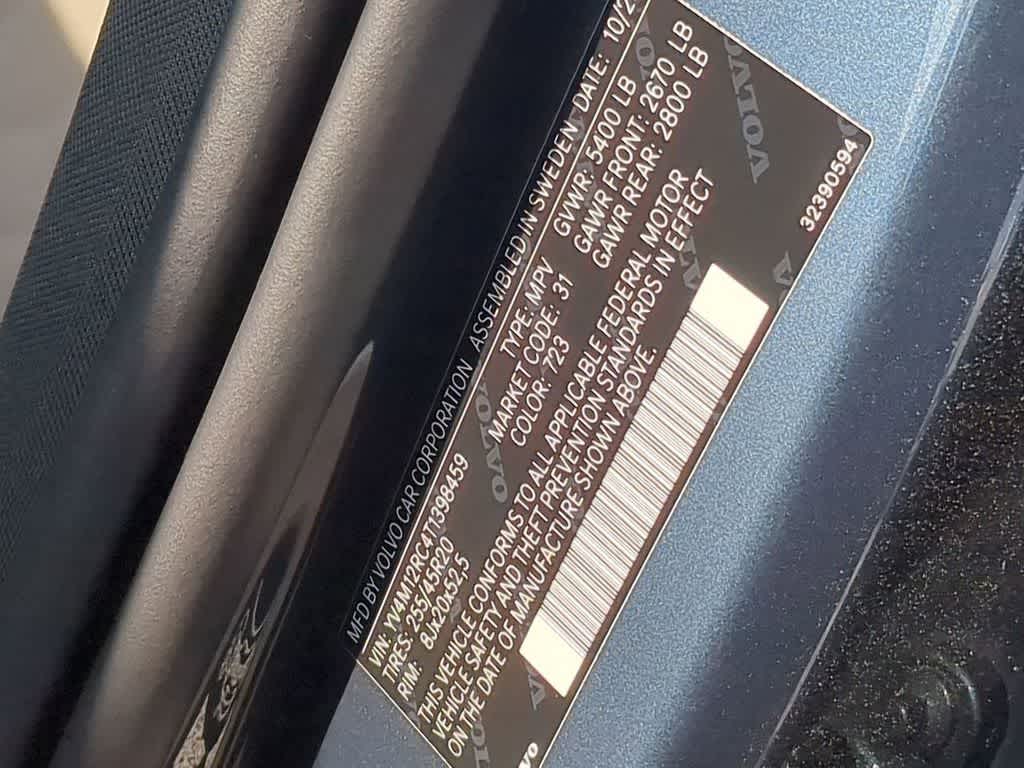 MFD BY VOLVO CAR CORPORATION ASSEMBLED IN SWEDEN DATE: 10/2
VIN: YV4M12RC4T1398459 TYPE: MPV GVWR: 5400 LB
TIRES: 255/45R20 MARKET CODE: 31 GAWR FRONT: 2670 LB
RIM: 8JX20X52.5 COLOR: 723 GAWR REAR: 2800 LB
THIS VEHICLE CONFORMS TO ALL APPLICABLE FEDERAL MOTOR
VEHICLE SAFETY AND THEFT PREVENTION STANDARDS IN EFFECT
ON THE DATE OF MANUFACTURE SHOWN ABOVE.
32390594
VOLVO
VOLVO